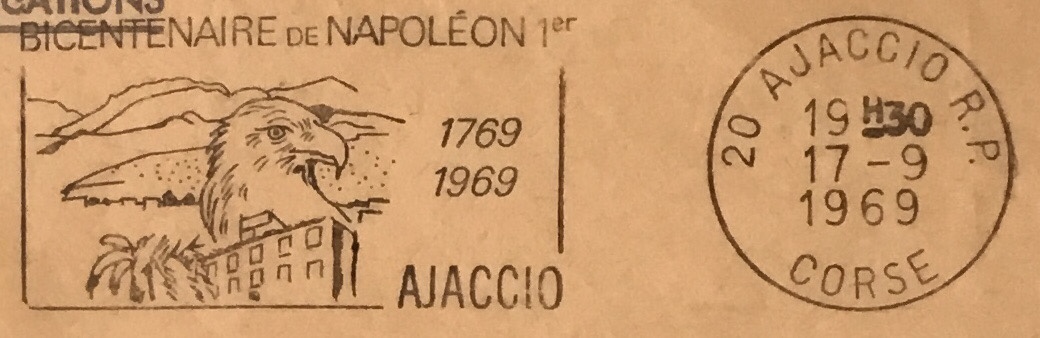 BICENTENAIRE DE NAPOLÉON 1er
1769
1969
AJACCIO
20 AJACCIO R.P.
19 H30
17-9
1969
CORSE